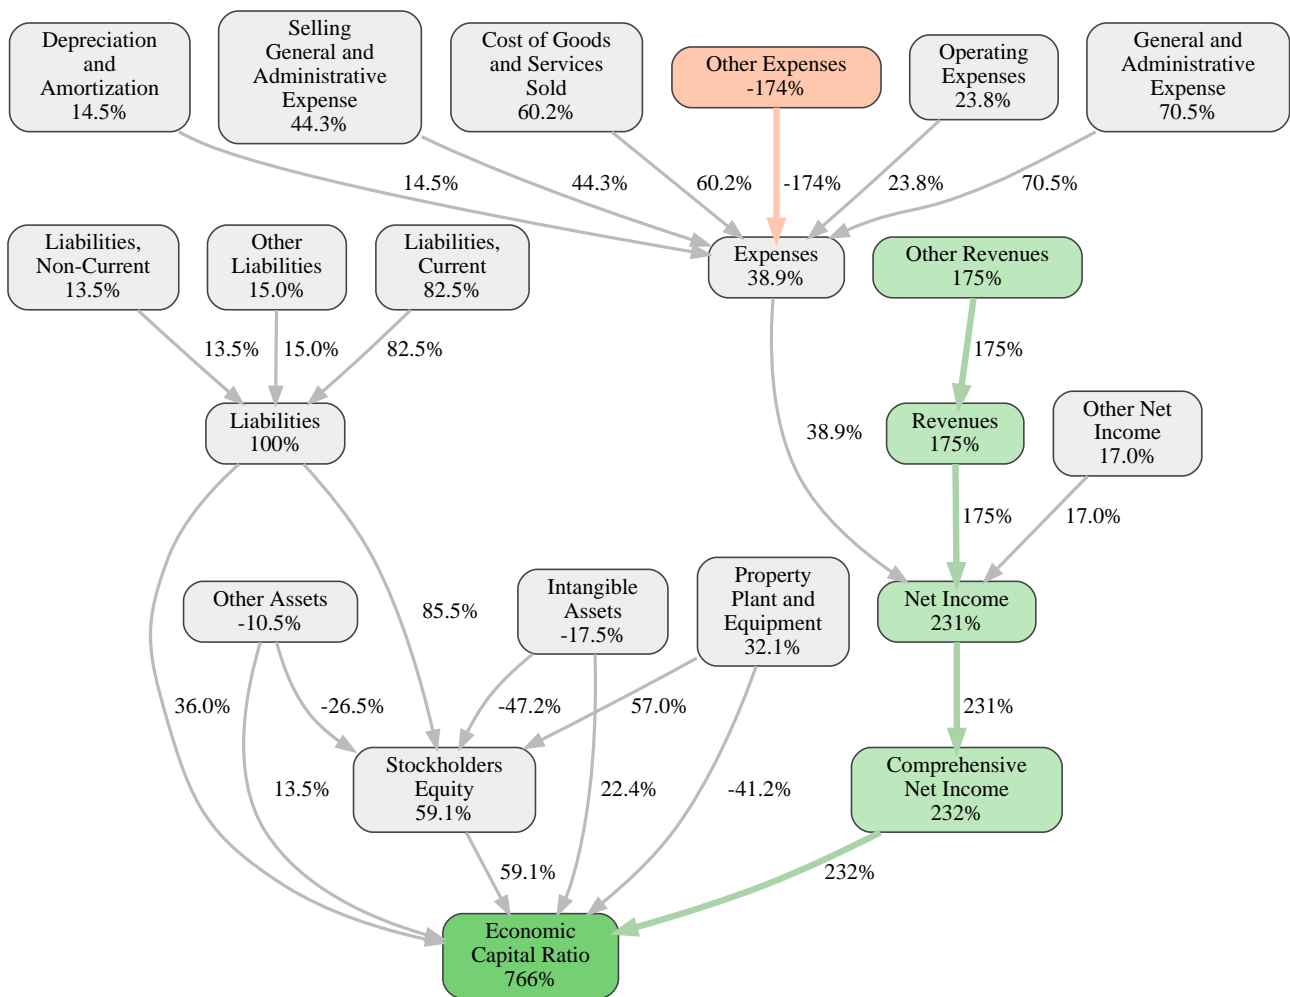 Depreciation
and
Amortization
14.5%
Selling
General and
Administrative
Expense
44.3%
Cost of Goods
and Services
Sold
60.2%
Other Expenses
-174%
Operating
Expenses
23.8%
General and
Administrative
Expense
70.5%
14.5%
44.3%
60.2%
-174%
23.8%
70.5%
Liabilities,
Non-Current
13.5%
Other
Liabilities
15.0%
Liabilities,
Current
82.5%
Expenses
38.9%
Other Revenues
175%
13.5%
15.0%
82.5%
175%
Liabilities
100%
38.9%
Revenues
175%
Other Net
Income
17.0%
175%
17.0%
Other Assets
-10.5%
85.5%
Intangible
Assets
-17.5%
Property
Plant and
Equipment
32.1%
Net Income
231%
36.0%
-26.5%
-47.2%
57.0%
231%
13.5%
Stockholders
Equity
59.1%
22.4%
-41.2%
Comprehensive
Net Income
232%
59.1%
232%
Economic
Capital Ratio
766%